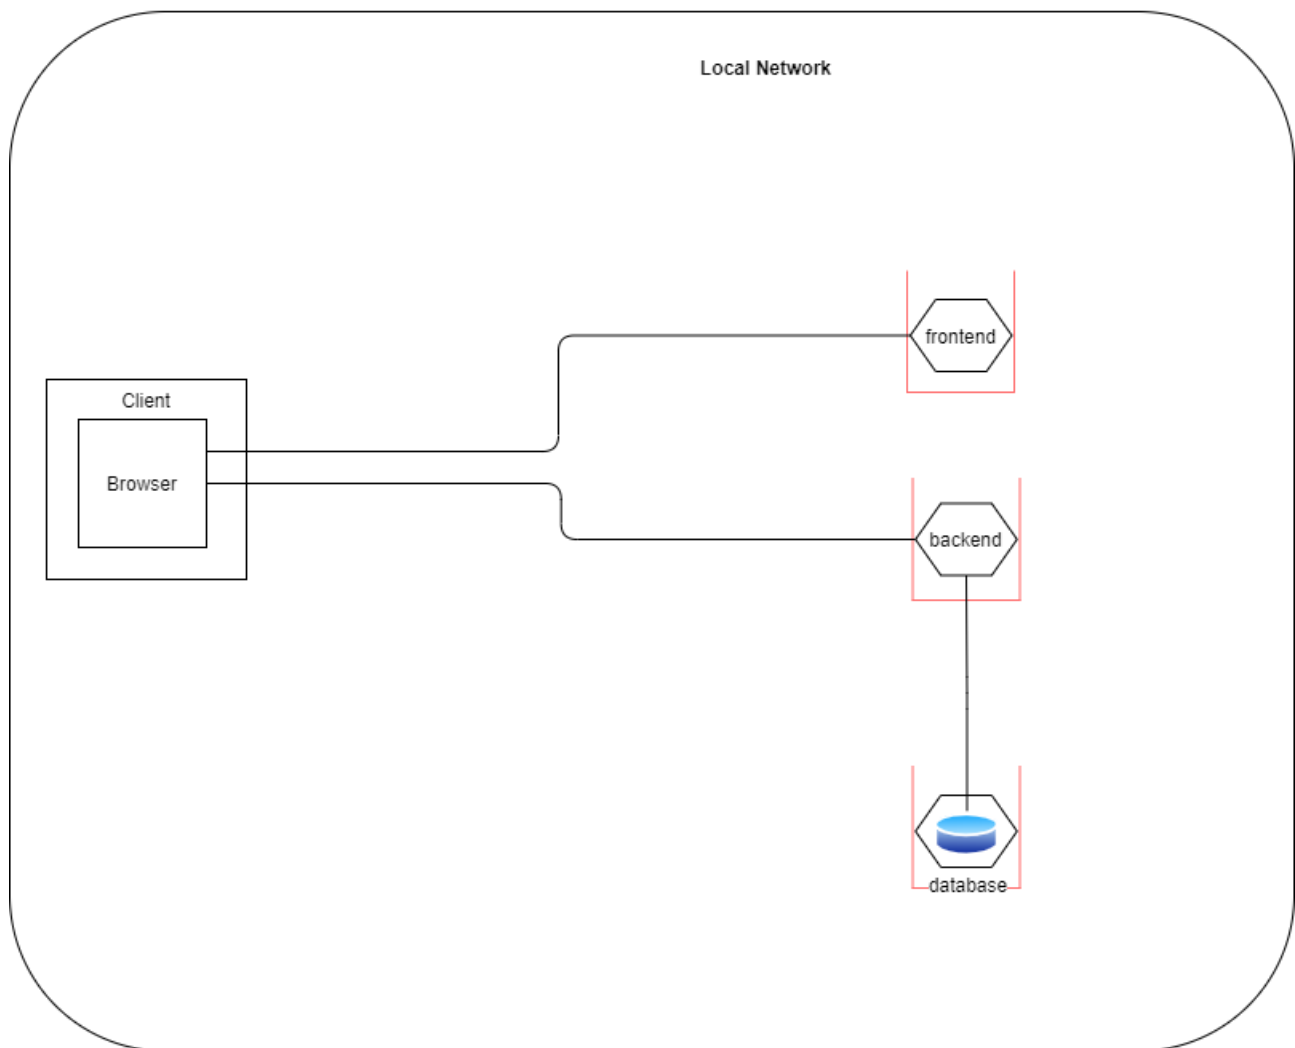 Local Network
frontend
Client
Browser
backend
database